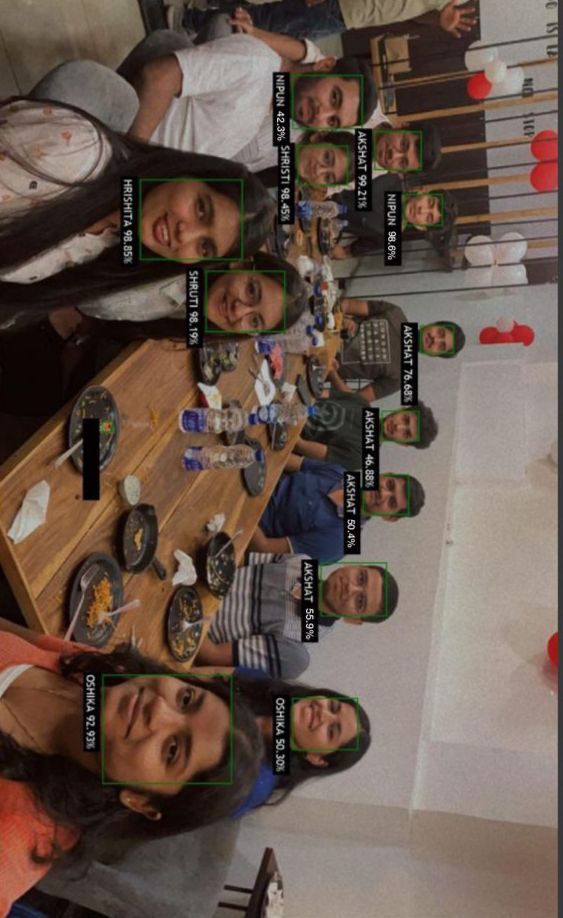 NIPUN 42.3%
SHRISTI 98.45%
AKSHAT 99.21%
NIPUN 98.6%
HRISHITA 98.85%
SHRUTI 98.19%
AKSHAT 76.68%
AKSHAT 46.88%
AKSHAT 50.4%
AKSHAT 55.9%
OSHIKA 92.93%
OSHIKA 50.30%